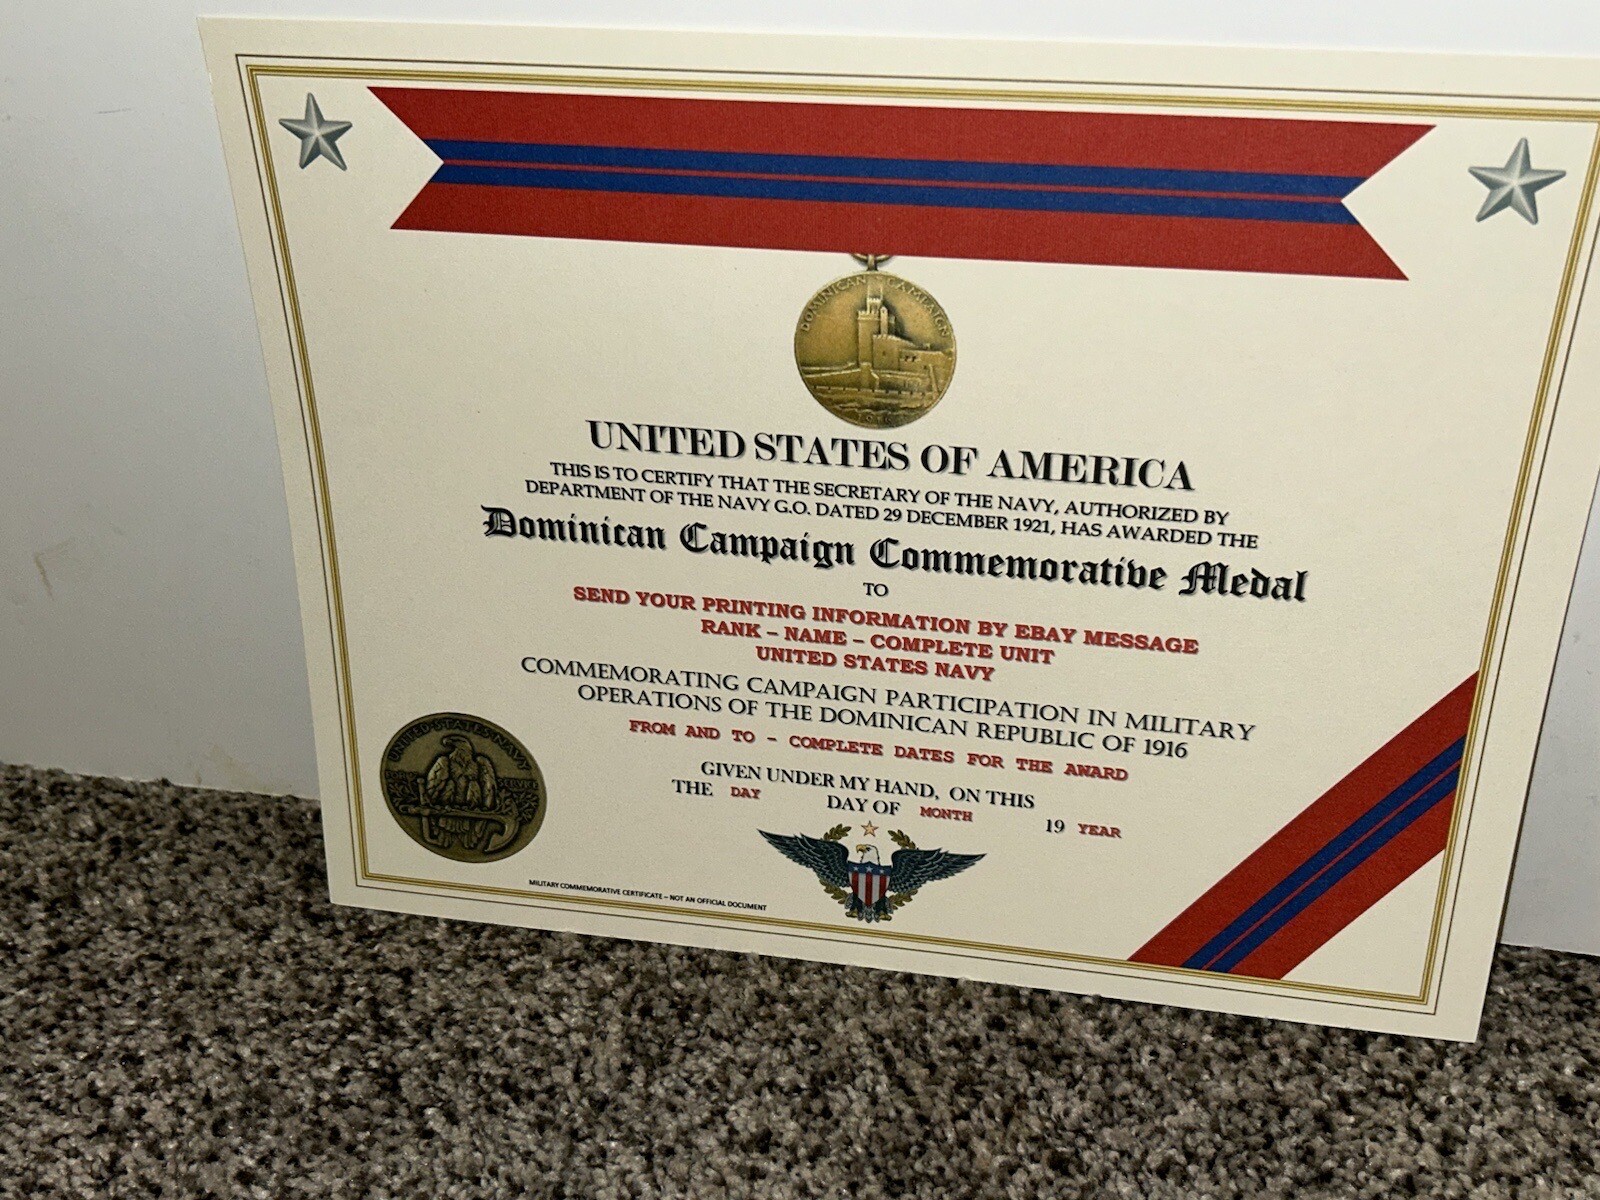 DOMINICAN CAMPAIGN
1916
UNITED STATES OF AMERICA
THIS IS TO CERTIFY THAT THE SECRETARY OF THE NAVY, AUTHORIZED BY
DEPARTMENT OF THE NAVY G.O. DATED 29 DECEMBER 1921, HAS AWARDED THE
Dominican Campaign Commemorative Medal
TO
SEND YOUR PRINTING INFORMATION BY EBAY MESSAGE
RANK – NAME – COMPLETE UNIT
UNITED STATES NAVY
COMMEMORATING CAMPAIGN PARTICIPATION IN MILITARY
OPERATIONS OF THE DOMINICAN REPUBLIC OF 1916
FROM AND TO – COMPLETE DATES FOR THE AWARD
GIVEN UNDER MY HAND, ON THIS
THE DAY DAY OF MONTH 19 YEAR
UNITED STATES NAVY
FOR SERVICE
MILITARY COMMEMORATIVE CERTIFICATE – NOT AN OFFICIAL DOCUMENT